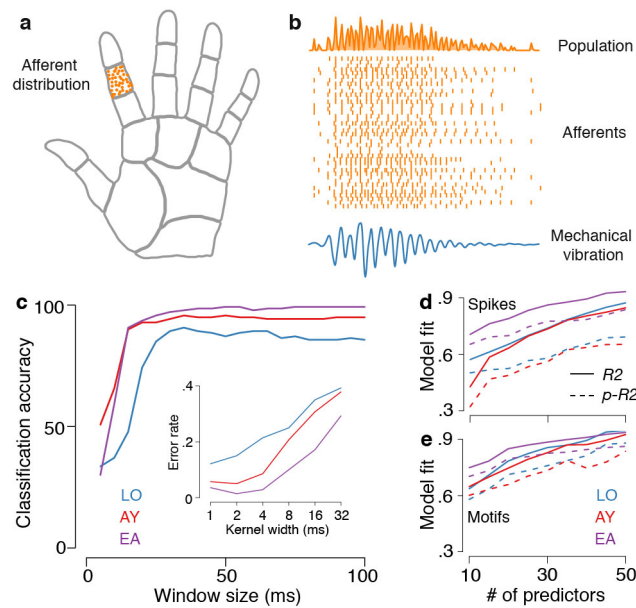 a
Afferent
distribution
b
Population
Afferents
Mechanical
vibration
c
100
50
0
Classification accuracy
0
50
100
Window size (ms)
LO
AY
EA
.4
.2
0
Error rate
1 2 4 8 16 32
Kernel width (ms)
d
.9
.6
.3
Model fit
Spikes
R2
p-R2
e
.9
.6
.3
Model fit
Motifs
LO
AY
EA
10 30 50
# of predictors